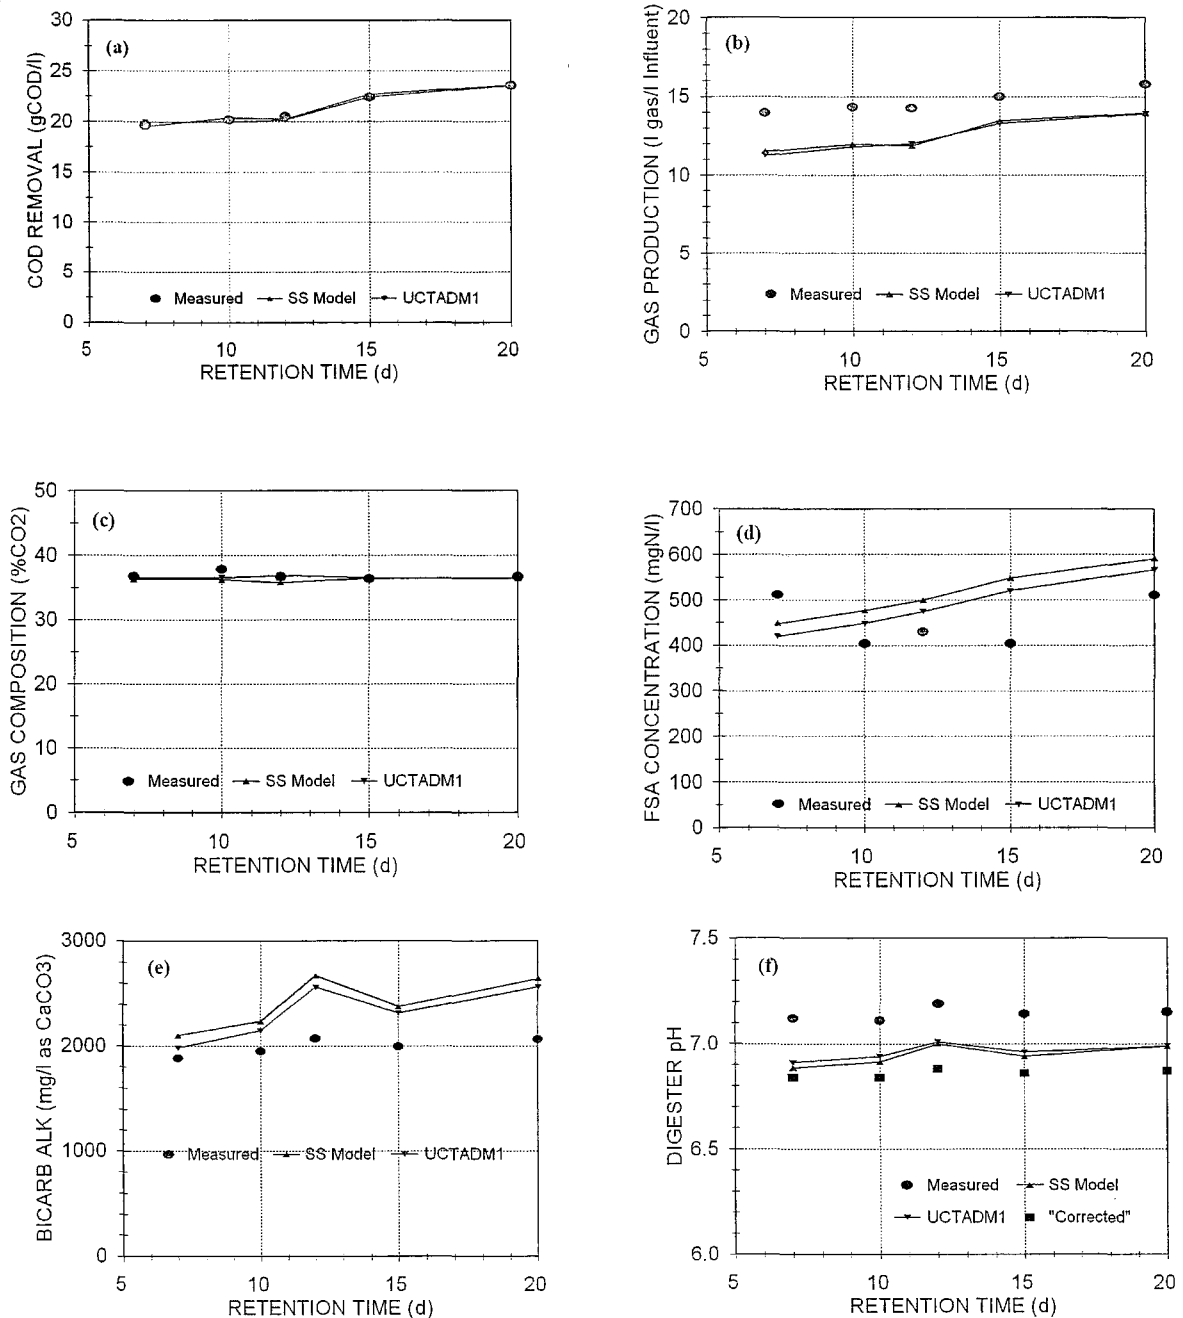 (a)
COD REMOVAL (gCOD/l)
30
25
20
15
10
5
0
Measured SS Model UCTADM1
5 10 15 20
RETENTION TIME (d)
(b)
GAS PRODUCTION (l gas/l Influent)
20
15
10
5
0
Measured SS Model UCTADM1
5 10 15 20
RETENTION TIME (d)
(c)
GAS COMPOSITION (%CO2)
50
40
30
20
10
0
Measured SS Model UCTADM1
5 10 15 20
RETENTION TIME (d)
(d)
FSA CONCENTRATION (mgN/l)
700
600
500
400
300
200
100
0
Measured SS Model UCTADM1
5 10 15 20
RETENTION TIME (d)
(e)
BICARB ALK (mg/l as CaCO3)
3000
2000
1000
0
Measured SS Model UCTADM1
5 10 15 20
RETENTION TIME (d)
(f)
DIGESTER pH
7.5
7.0
6.5
6.0
Measured SS Model
UCTADM1 "Corrected"
5 10 15 20
RETENTION TIME (d)